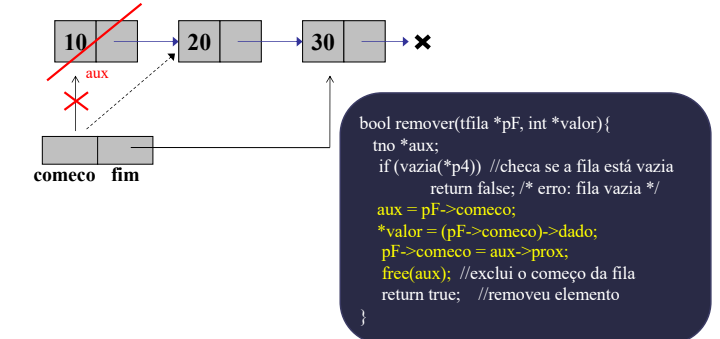 10 20 30
aux
comeco fim
bool remover(tfila *pF, int *valor){
tno *aux;
if (vazia(*p4)) //checa se a fila está vazia
return false; /* erro: fila vazia */
aux = pF->comeco;
*valor = (pF->comeco)->dado;
pF->comeco = aux->prox;
free(aux); //exclui o começo da fila
return true; //removeu elemento
}